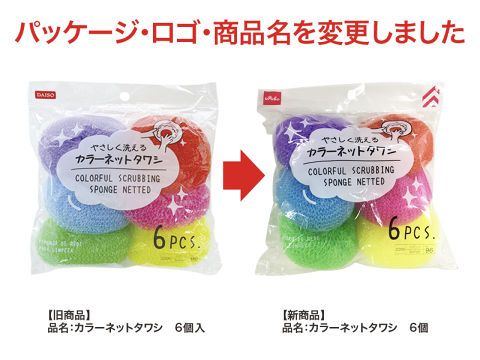 パッケージ・ロゴ・商品名を変更しました
DAISO
やさしく洗える
カラーネットタワシ
COLORFUL SCRUBBING
SPONGE NETTED
6PCS.
やさしく洗える
カラーネットタワシ
COLORFUL SCRUBBING
SPONGE NETTED
6PCS.
【旧商品】
品名:カラーネットタワシ 6個入
【新商品】
品名:カラーネットタワシ 6個